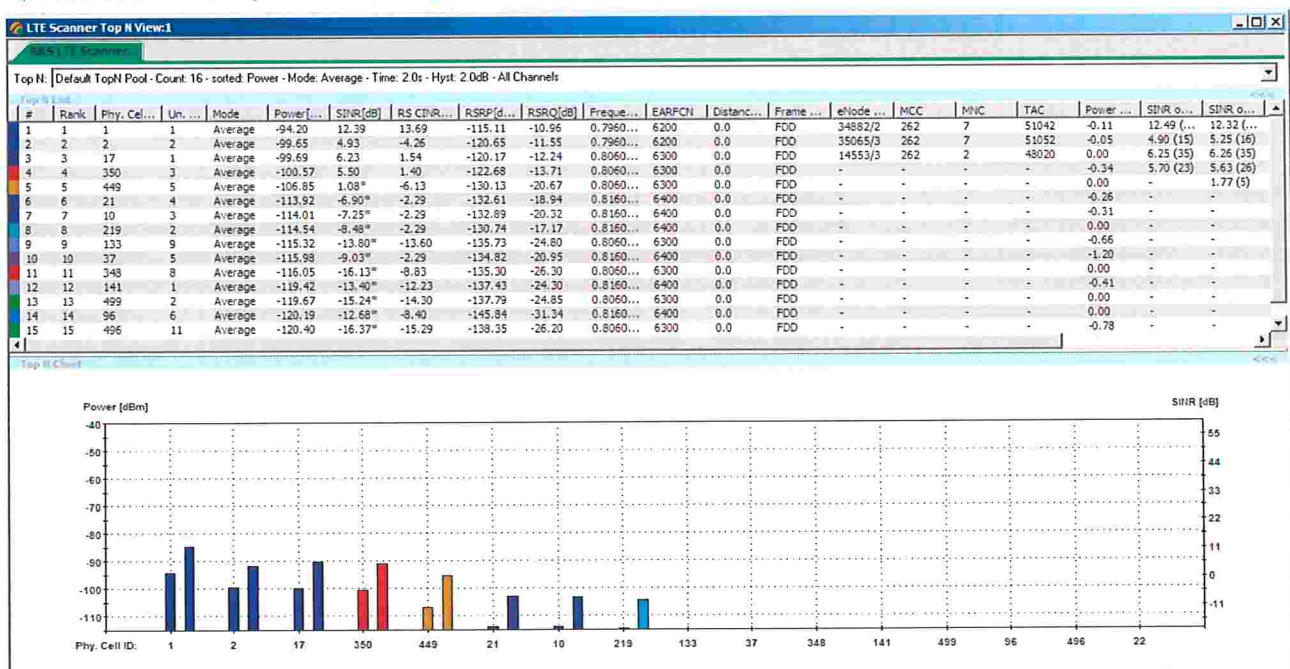 LTE Scanner Top N View:1
R&S LTE Scanner
Top N: Default TopN Pool - Count: 16 - sorted: Power - Mode: Average - Time: 2.0s - Hyst: 2.0dB - All Channels
Top N List <<<
# Rank Phy. Cel... Un. ... Mode Power[... SINR[dB] RS CINR... RSRP[d... RSRQ[dB] Freque... EARFCN Distanc... Frame ... eNode ... MCC MNC TAC Power ... SINR o... SINR o...
1 1 1 1 Average -94.20 12.39 13.69 -115.11 -10.96 0.7960... 6200 0.0 FDD 34882/2 262 7 51042 -0.11 12.49 (... 12.32 (...
2 2 2 2 Average -99.65 4.93 -4.26 -120.65 -11.55 0.7960... 6200 0.0 FDD 35065/3 262 7 51052 -0.05 4.90 (15) 5.25 (16)
3 3 17 1 Average -99.69 6.23 1.54 -120.17 -12.24 0.8060... 6300 0.0 FDD 14553/3 262 2 48020 0.00 6.25 (35) 6.26 (35)
4 4 350 3 Average -100.57 5.50 1.40 -122.68 -13.71 0.8060... 6300 0.0 FDD - - - - -0.34 5.70 (23) 5.63 (26)
5 5 449 5 Average -106.85 1.08* -6.13 -130.13 -20.67 0.8060... 6300 0.0 FDD - - - - 0.00 - 1.77 (5)
6 6 21 4 Average -113.92 -6.90* -2.29 -132.61 -18.94 0.8160... 6400 0.0 FDD - - - - -0.26 - -
7 7 10 3 Average -114.01 -7.25* -2.29 -132.89 -20.32 0.8160... 6400 0.0 FDD - - - - -0.31 - -
8 8 219 2 Average -114.54 -8.48* -2.29 -130.74 -17.17 0.8160... 6400 0.0 FDD - - - - 0.00 - -
9 9 133 9 Average -115.32 -13.80* -13.60 -135.73 -24.80 0.8060... 6300 0.0 FDD - - - - -0.66 - -
10 10 37 5 Average -115.98 -9.03* -2.29 -134.82 -20.95 0.8160... 6400 0.0 FDD - - - - -1.20 - -
11 11 348 8 Average -116.05 -16.13* -8.83 -135.30 -26.30 0.8060... 6300 0.0 FDD - - - - 0.00 - -
12 12 141 1 Average -119.42 -13.40* -12.23 -137.43 -24.30 0.8160... 6400 0.0 FDD - - - - -0.41 - -
13 13 499 2 Average -119.67 -15.24* -14.30 -137.79 -24.85 0.8060... 6300 0.0 FDD - - - - 0.00 - -
14 14 96 6 Average -120.19 -12.68* -8.40 -145.84 -31.34 0.8160... 6400 0.0 FDD - - - - 0.00 - -
15 15 496 11 Average -120.40 -16.37* -15.29 -138.35 -26.20 0.8060... 6300 0.0 FDD - - - - -0.78 - -
Top N Chart <<<
Power [dBm] SINR [dB]
-40
55
-50
44
-60
33
-70
22
-80
11
-90
0
-100
-11
-110
Phy. Cell ID: 1 2 17 350 449 21 10 219 133 37 348 141 499 96 496 22